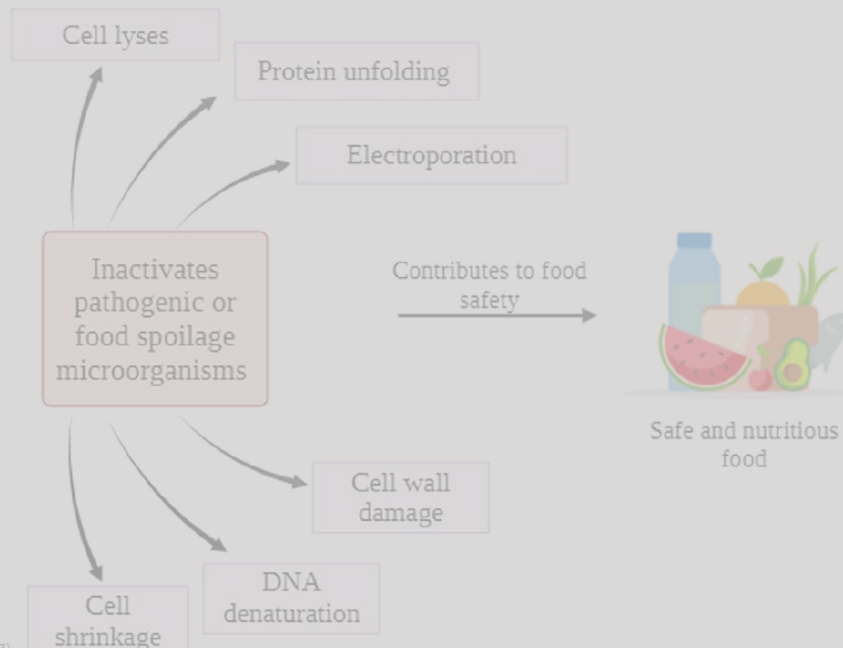 Cell lyses
Protein unfolding
Electroporation
Inactivates
pathogenic or
food spoilage
microorganisms
Contributes to food
safety
Safe and nutritious
food
Cell wall
damage
DNA
denaturation
Cell
shrinkage